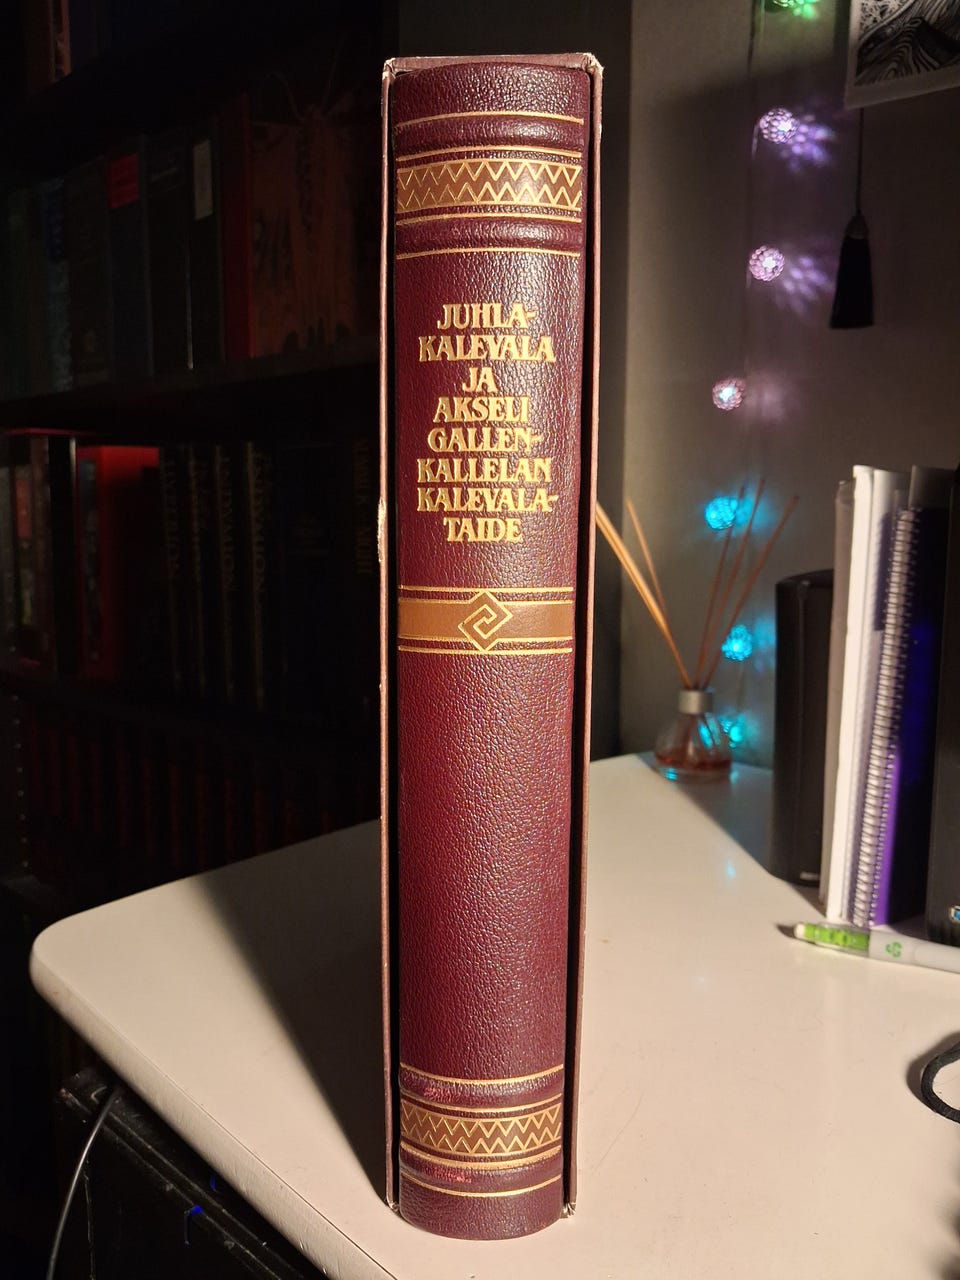 JUHLA-
KALEVALA
JA
AKSELI
GALLEN-
KALLELAN
KALEVALA-
TAIDE